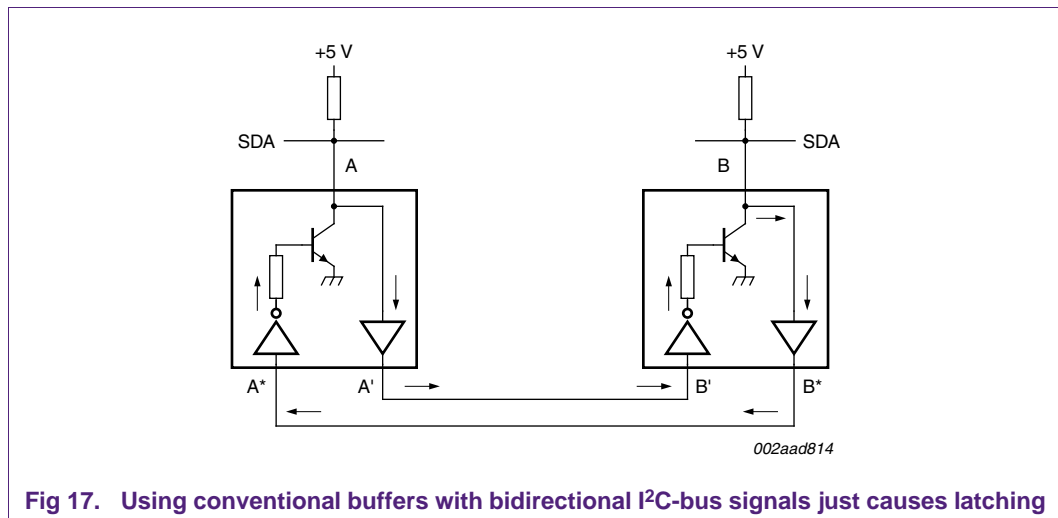 +5 V
+5 V
SDA
A
B
SDA
A*
A'
B'
B*
002aad814
Fig 17. Using conventional buffers with bidirectional I²C-bus signals just causes latching